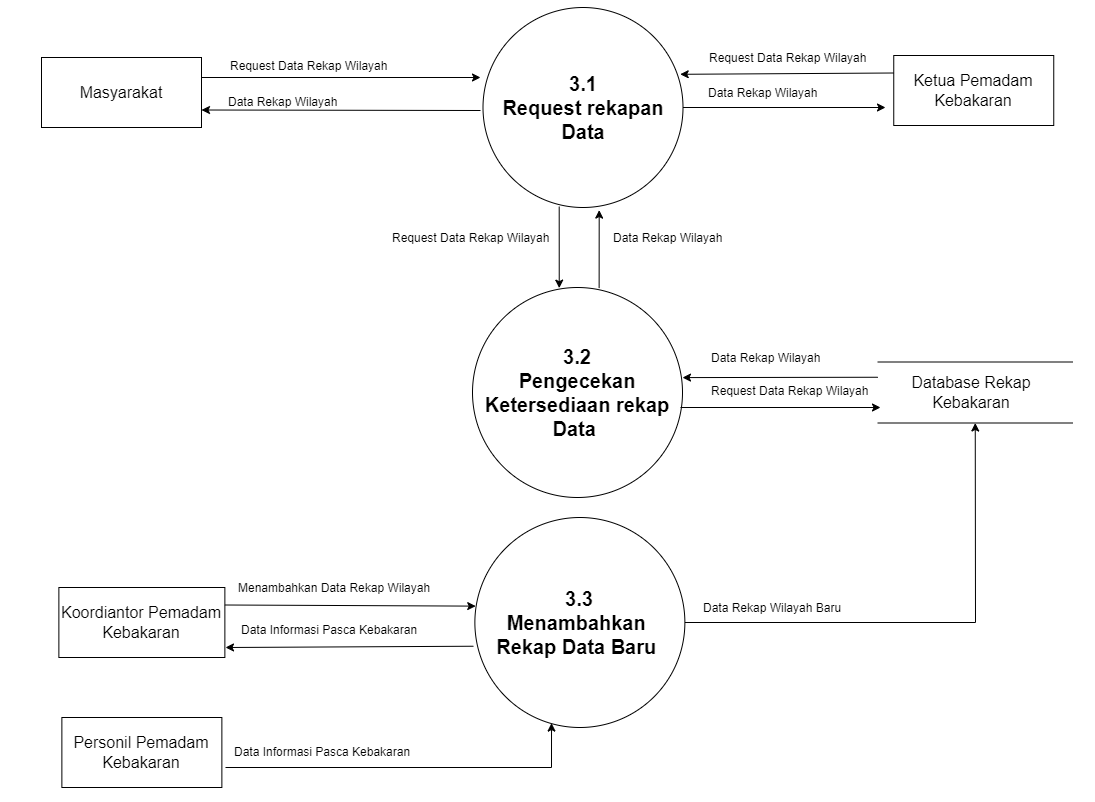 Masyarakat
Request Data Rekap Wilayah
Data Rekap Wilayah
3.1
Request rekapan
Data
Request Data Rekap Wilayah
Data Rekap Wilayah
Ketua Pemadam
Kebakaran
Request Data Rekap Wilayah
Data Rekap Wilayah
3.2
Pengecekan
Ketersediaan rekap
Data
Data Rekap Wilayah
Request Data Rekap Wilayah
Database Rekap
Kebakaran
Koordiantor Pemadam
Kebakaran
Menambahkan Data Rekap Wilayah
Data Informasi Pasca Kebakaran
3.3
Menambahkan
Rekap Data Baru
Data Rekap Wilayah Baru
Personil Pemadam
Kebakaran
Data Informasi Pasca Kebakaran